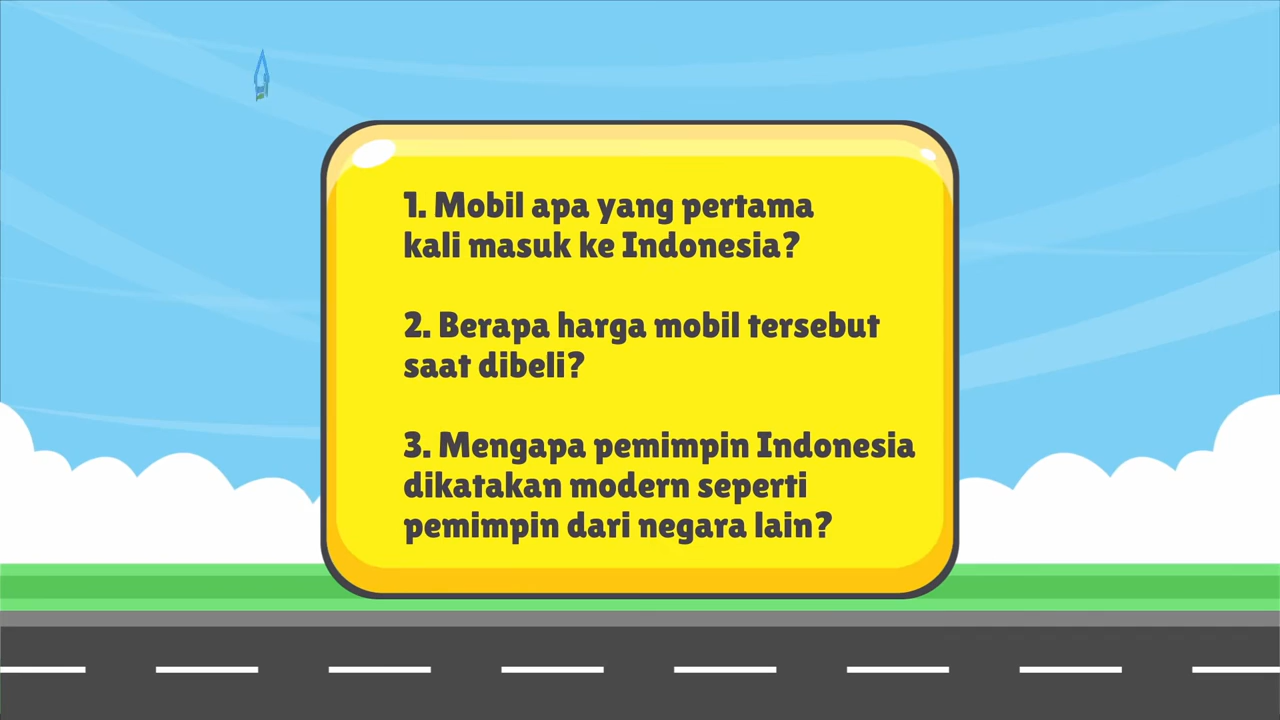 1. Mobil apa yang pertama
kali masuk ke Indonesia?
2. Berapa harga mobil tersebut
saat dibeli?
3. Mengapa pemimpin Indonesia
dikatakan modern seperti
pemimpin dari negara lain?